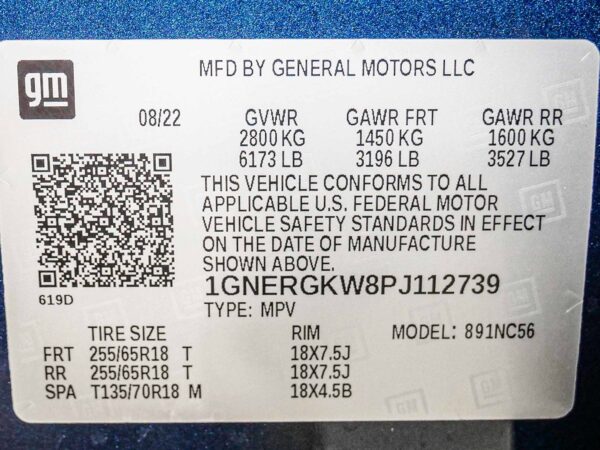 gm
MFD BY GENERAL MOTORS LLC
08/22 GVWR GAWR FRT GAWR RR
2800 KG 1450 KG 1600 KG
6173 LB 3196 LB 3527 LB
THIS VEHICLE CONFORMS TO ALL
APPLICABLE U.S. FEDERAL MOTOR
VEHICLE SAFETY STANDARDS IN EFFECT
ON THE DATE OF MANUFACTURE
SHOWN ABOVE.
619D
1GNERGKW8PJ112739
TYPE: MPV
TIRE SIZE RIM MODEL: 891NC56
FRT 255/65R18 T 18X7.5J
RR 255/65R18 T 18X7.5J
SPA T135/70R18 M 18X4.5B